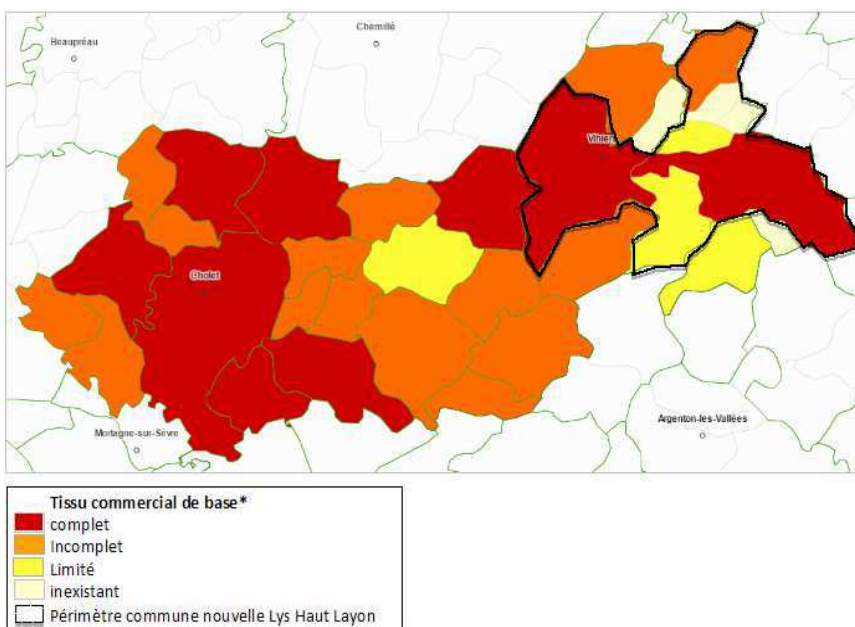 Chemillé
Beaupréau
Vihiers
Cholet
Argenton-les-Vallées
Mortagne-sur-Sèvre
Tissu commercial de base*
complet
Incomplet
Limité
inexistant
Périmètre commune nouvelle Lys Haut Layon